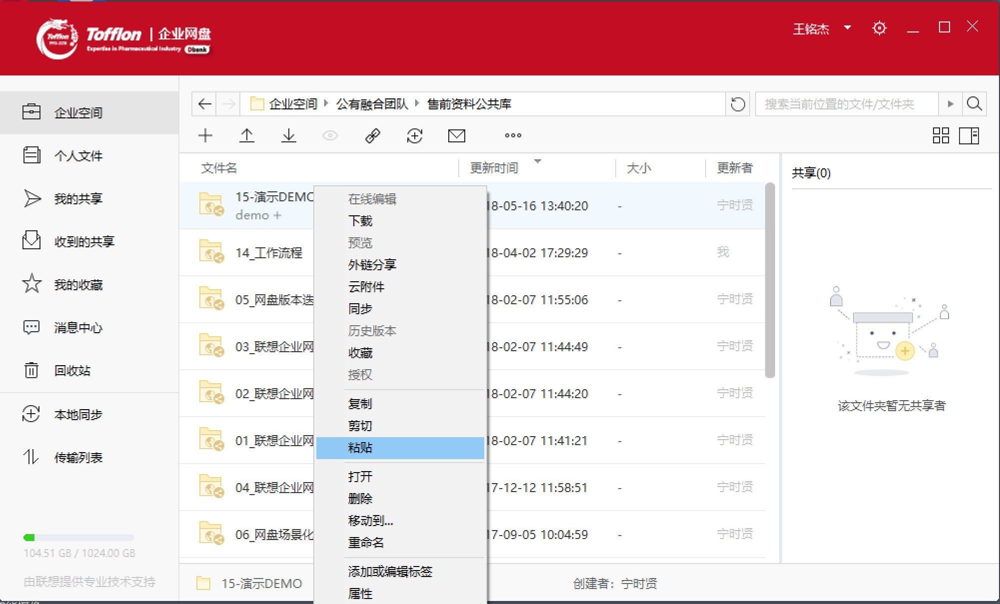 Tofflon
1993-2018
Tofflon | 企业网盘
Expertise in Pharmaceutical Industry Dbank
王铭杰
企业空间
个人文件
我的共享
收到的共享
我的收藏
消息中心
回收站
本地同步
传输列表
104.51 GB / 1024.00 GB
由联想提供专业技术支持
企业空间 公有融合团队 售前资料公共库
搜索当前位置的文件/文件夹
文件名 更新时间 大小 更新者
15-演示DEMO 18-05-16 13:40:20 - 宁时贤
demo +
14_工作流程 18-04-02 17:29:29 - 我
05_网盘版本迭 18-02-07 11:55:06 - 宁时贤
03_联想企业网 18-02-07 11:44:49 - 宁时贤
02_联想企业网 18-02-07 11:44:20 - 宁时贤
01_联想企业网 18-02-07 11:41:21 - 宁时贤
04_联想企业网 17-12-12 11:58:51 - 宁时贤
06_网盘场景化 17-09-05 10:04:59 - 宁时贤
在线编辑
下载
预览
外链分享
云附件
同步
历史版本
收藏
授权
复制
剪切
粘贴
打开
删除
移动到...
重命名
添加或编辑标签
属性
共享(0)
该文件夹暂无共享者
15-演示DEMO
创建者：宁时贤